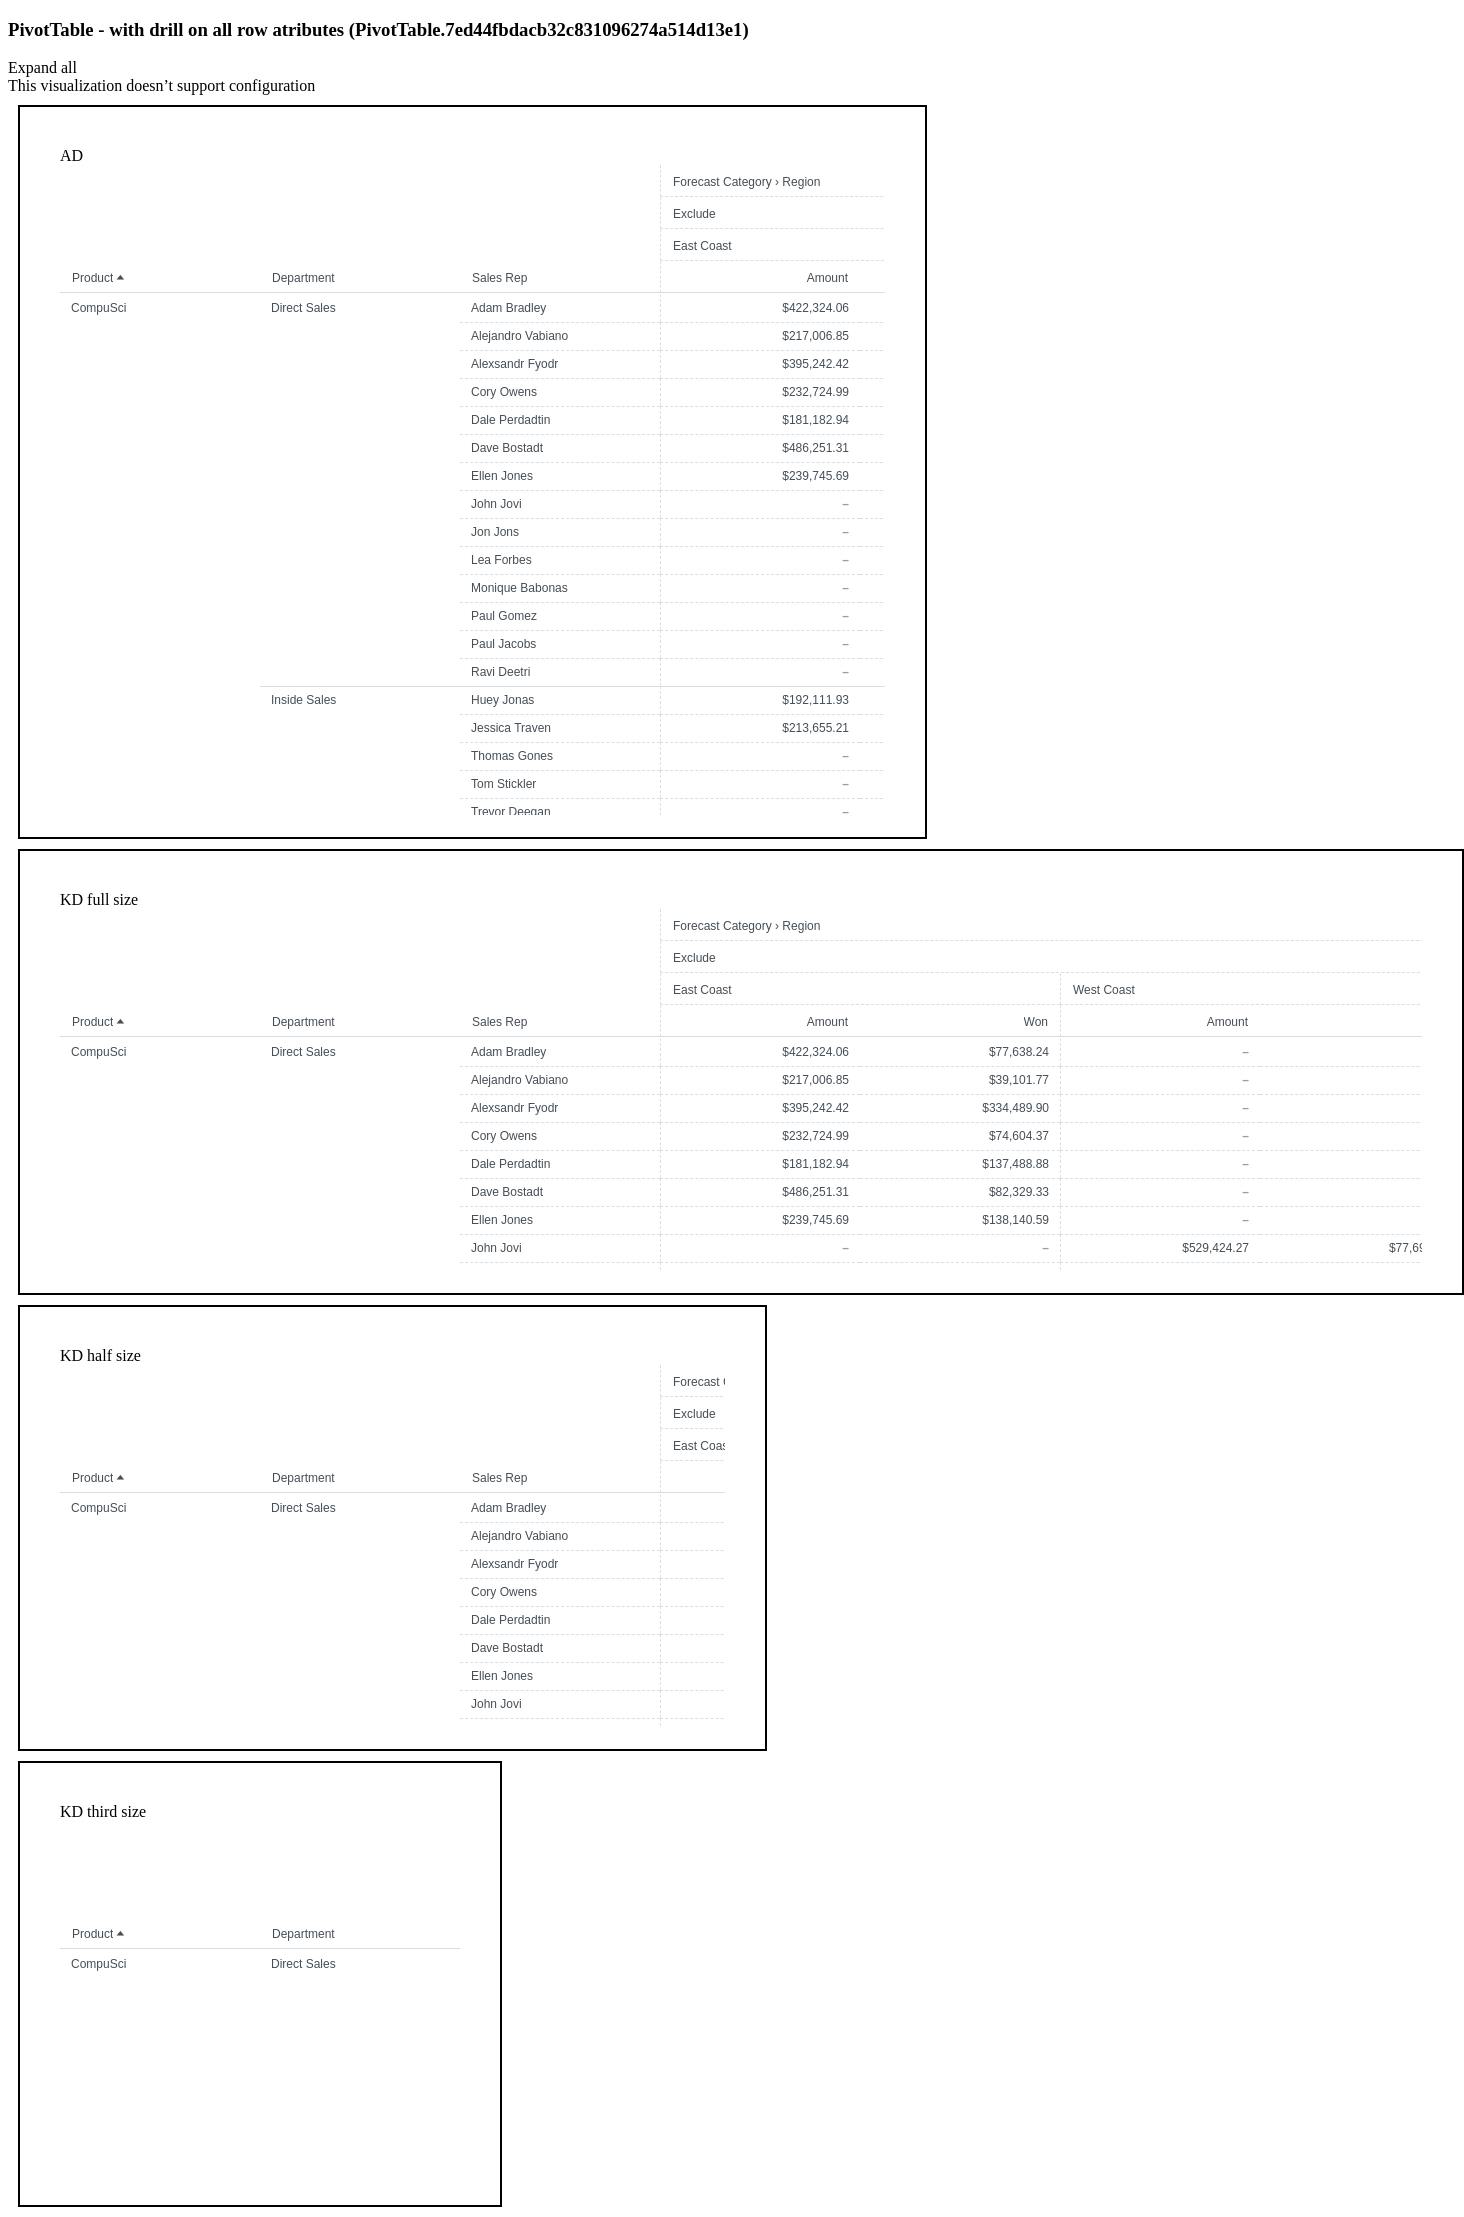 PivotTable - with drill on all row atributes (PivotTable.7ed44fbdacb32c831096274a514d13e1)
Expand all
This visualization doesn’t support configuration
AD
Forecast Category › Region
Exclude
East Coast
Product Department Sales Rep Amount
CompuSci Direct Sales Adam Bradley $422,324.06
Alejandro Vabiano $217,006.85
Alexsandr Fyodr $395,242.42
Cory Owens $232,724.99
Dale Perdadtin $181,182.94
Dave Bostadt $486,251.31
Ellen Jones $239,745.69
John Jovi –
Jon Jons –
Lea Forbes –
Monique Babonas –
Paul Gomez –
Paul Jacobs –
Ravi Deetri –
Inside Sales Huey Jonas $192,111.93
Jessica Traven $213,655.21
Thomas Gones –
Tom Stickler –
Trevor Deegan –
KD full size
Forecast Category › Region
Exclude
East Coast West Coast
Product Department Sales Rep Amount Won Amount
CompuSci Direct Sales Adam Bradley $422,324.06 $77,638.24 –
Alejandro Vabiano $217,006.85 $39,101.77 –
Alexsandr Fyodr $395,242.42 $334,489.90 –
Cory Owens $232,724.99 $74,604.37 –
Dale Perdadtin $181,182.94 $137,488.88 –
Dave Bostadt $486,251.31 $82,329.33 –
Ellen Jones $239,745.69 $138,140.59 –
John Jovi – – $529,424.27 $77,69
KD half size
Forecast
Exclude
East Coas
Product Department Sales Rep
CompuSci Direct Sales Adam Bradley
Alejandro Vabiano
Alexsandr Fyodr
Cory Owens
Dale Perdadtin
Dave Bostadt
Ellen Jones
John Jovi
KD third size
Product Department
CompuSci Direct Sales